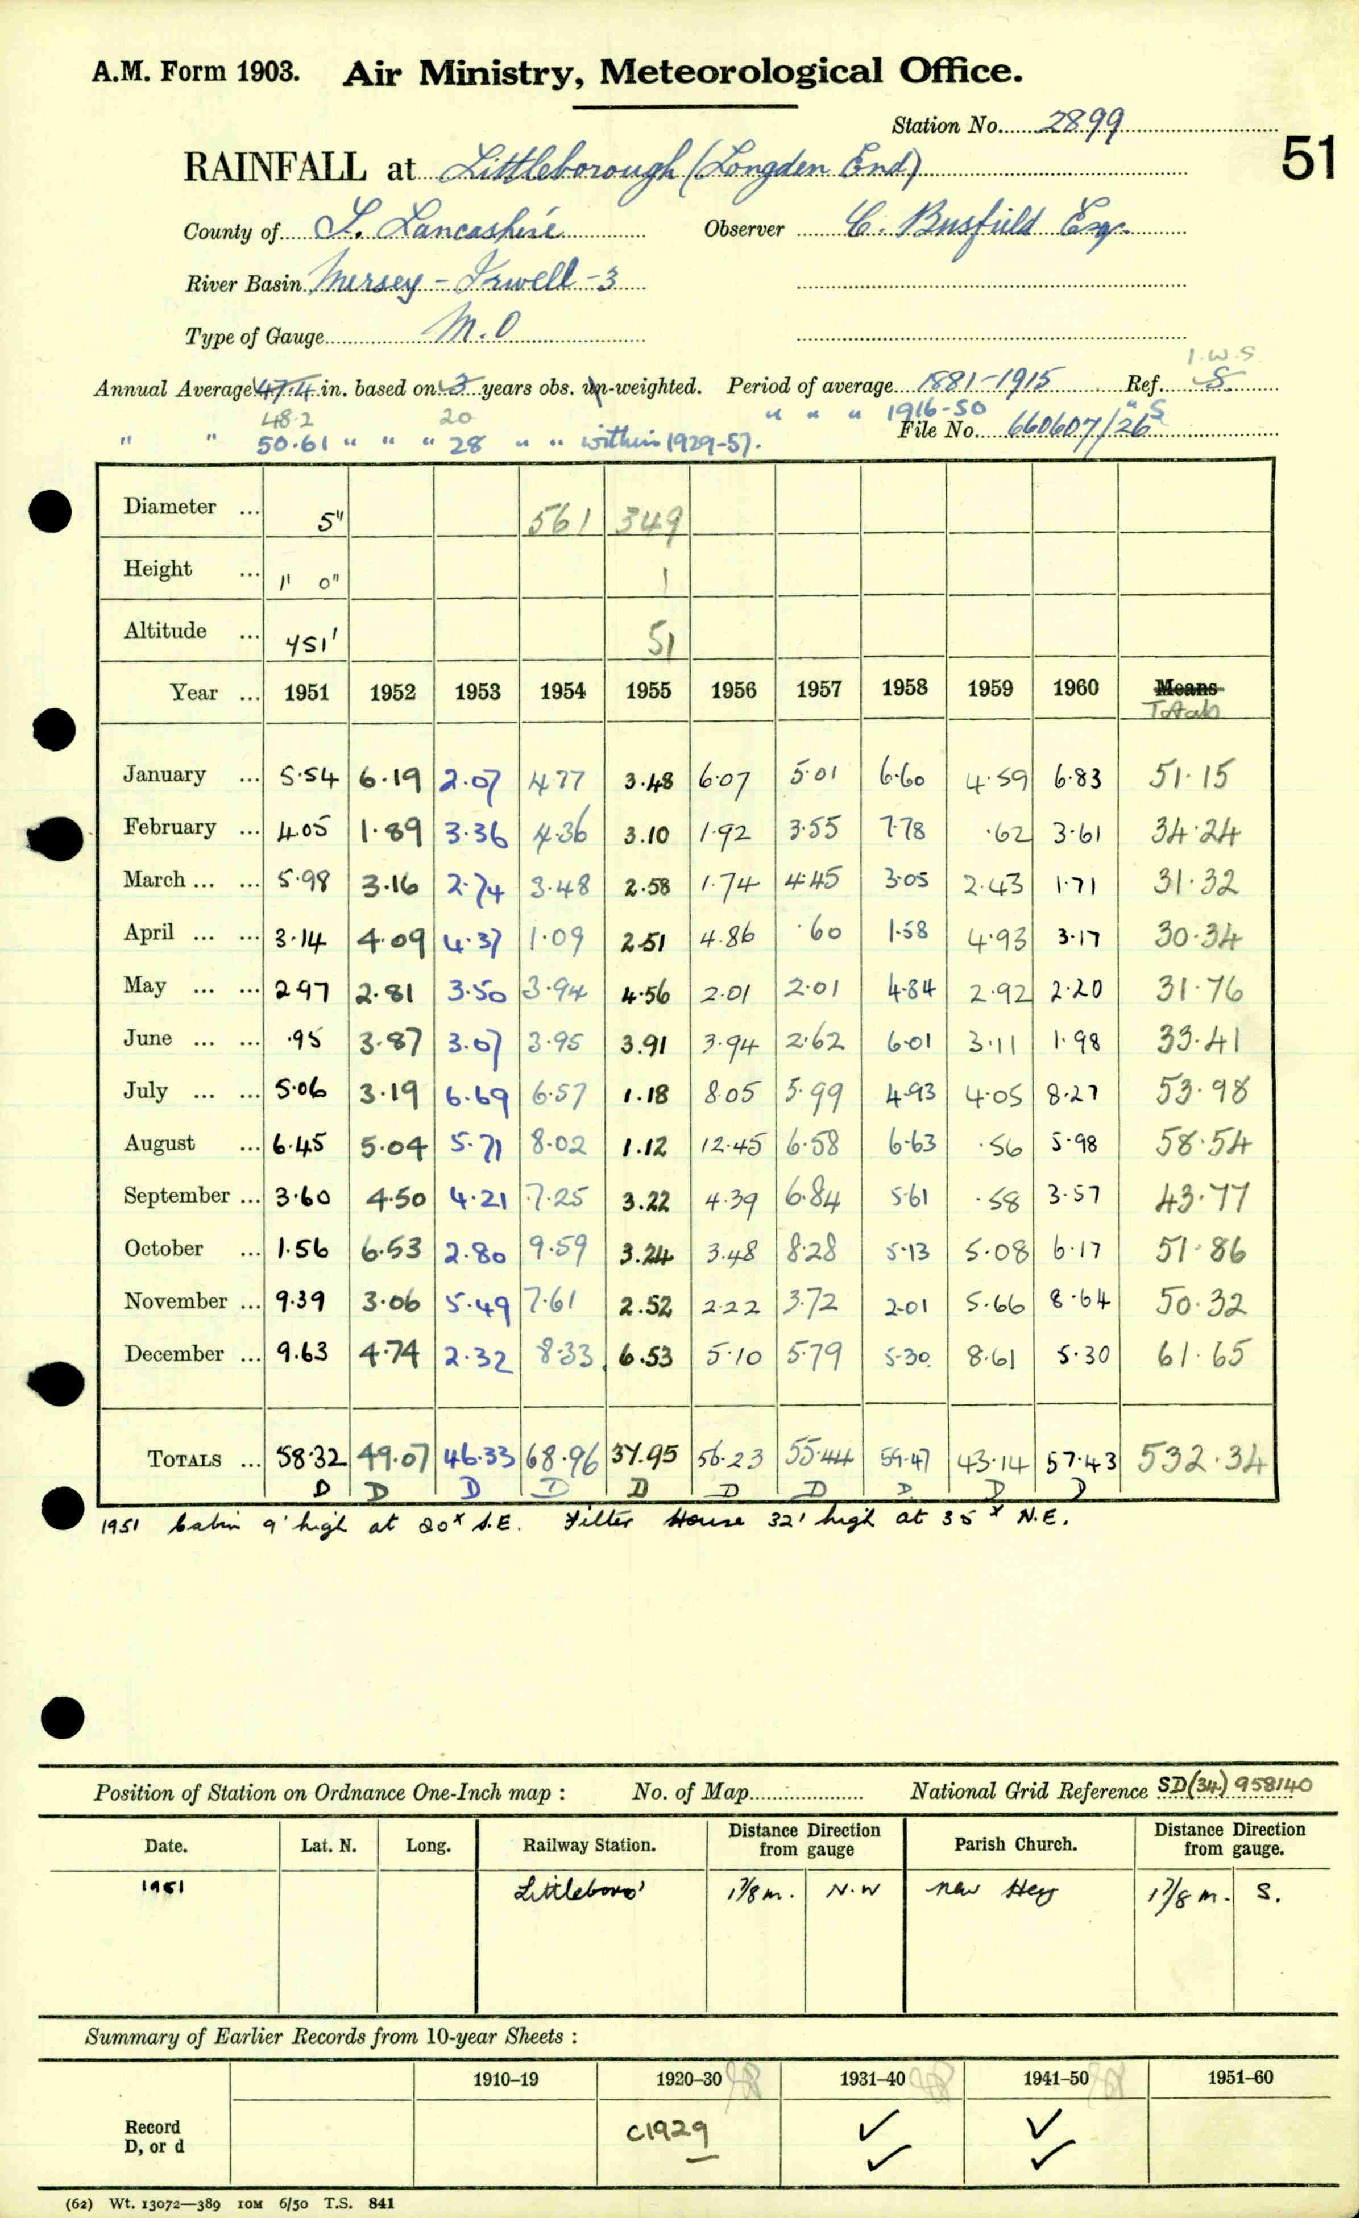 A.M. Form 1903. Air Ministry, Meteorological Office.
Station No. 2899
51
RAINFALL at Littleborough (Longden End)
County of S. Lancashire Observer C. Busfield Esq.
River Basin Mersey - Irwell - 3
Type of Gauge M.O
I.W.S.
Annual Average 47.4 in. based on 3 years obs. un-weighted. Period of average 1881-1915 Ref. S.
48.2 20 " " " 1916-50 " S
" " 50.61 " " " 28 " " within 1929-57. File No. 660607/26
Diameter ... 5" 561 349
Height ... 1' 0" 1
Altitude ... 451' 51
Year ... 1951 1952 1953 1954 1955 1956 1957 1958 1959 1960 Means
Totals
January ... 5.54 6.19 2.07 4.77 3.48 6.07 5.01 6.60 4.59 6.83 51.15
February ... 4.05 1.89 3.36 4.36 3.10 1.92 3.55 7.78 .62 3.61 34.24
March ... ... 5.98 3.16 2.74 3.48 2.58 1.74 4.45 3.05 2.43 1.71 31.32
April ... ... 3.14 4.09 4.37 1.09 2.51 4.86 .60 1.58 4.93 3.17 30.34
May ... ... 2.97 2.81 3.50 3.94 4.56 2.01 2.01 4.84 2.92 2.20 31.76
June ... ... .95 3.87 3.07 3.95 3.91 3.94 2.62 6.01 3.11 1.98 33.41
July ... ... 5.06 3.19 6.69 6.57 1.18 8.05 5.99 4.93 4.05 8.27 53.98
August ... 6.45 5.04 5.71 8.02 1.12 12.45 6.58 6.63 .56 5.98 58.54
September ... 3.60 4.50 4.21 7.25 3.22 4.39 6.84 5.61 .58 3.57 43.77
October ... 1.56 6.53 2.80 9.59 3.24 3.48 8.28 5.13 5.08 6.17 51.86
November ... 9.39 3.06 5.49 7.61 2.52 2.22 3.72 2.01 5.66 8.64 50.32
December ... 9.63 4.74 2.32 8.33 6.53 5.10 5.79 5.30 8.61 5.30 61.65
TOTALS ... 58.32 49.07 46.33 68.96 37.95 56.23 55.44 59.47 43.14 57.43 532.34
D D D D D D D D D D
1951 Cabin 9' high at 20x S.E. Filter House 32' high at 35x N.E.
Position of Station on Ordnance One-Inch map : No. of Map National Grid Reference SD(34) 958140
Date. Lat. N. Long. Railway Station. Distance from Direction gauge Parish Church. Distance from Direction gauge.
1951 Littleboro' 1⅞ m. N.W New Hey 1⅞ m. S.
Summary of Earlier Records from 10-year Sheets :
1910-19 1920-30 1931-40 1941-50 1951-60
Record
D, or d
C1929 ✓ ✓
✓ ✓
(62) Wt. 13072—389 10M 6/50 T.S. 841